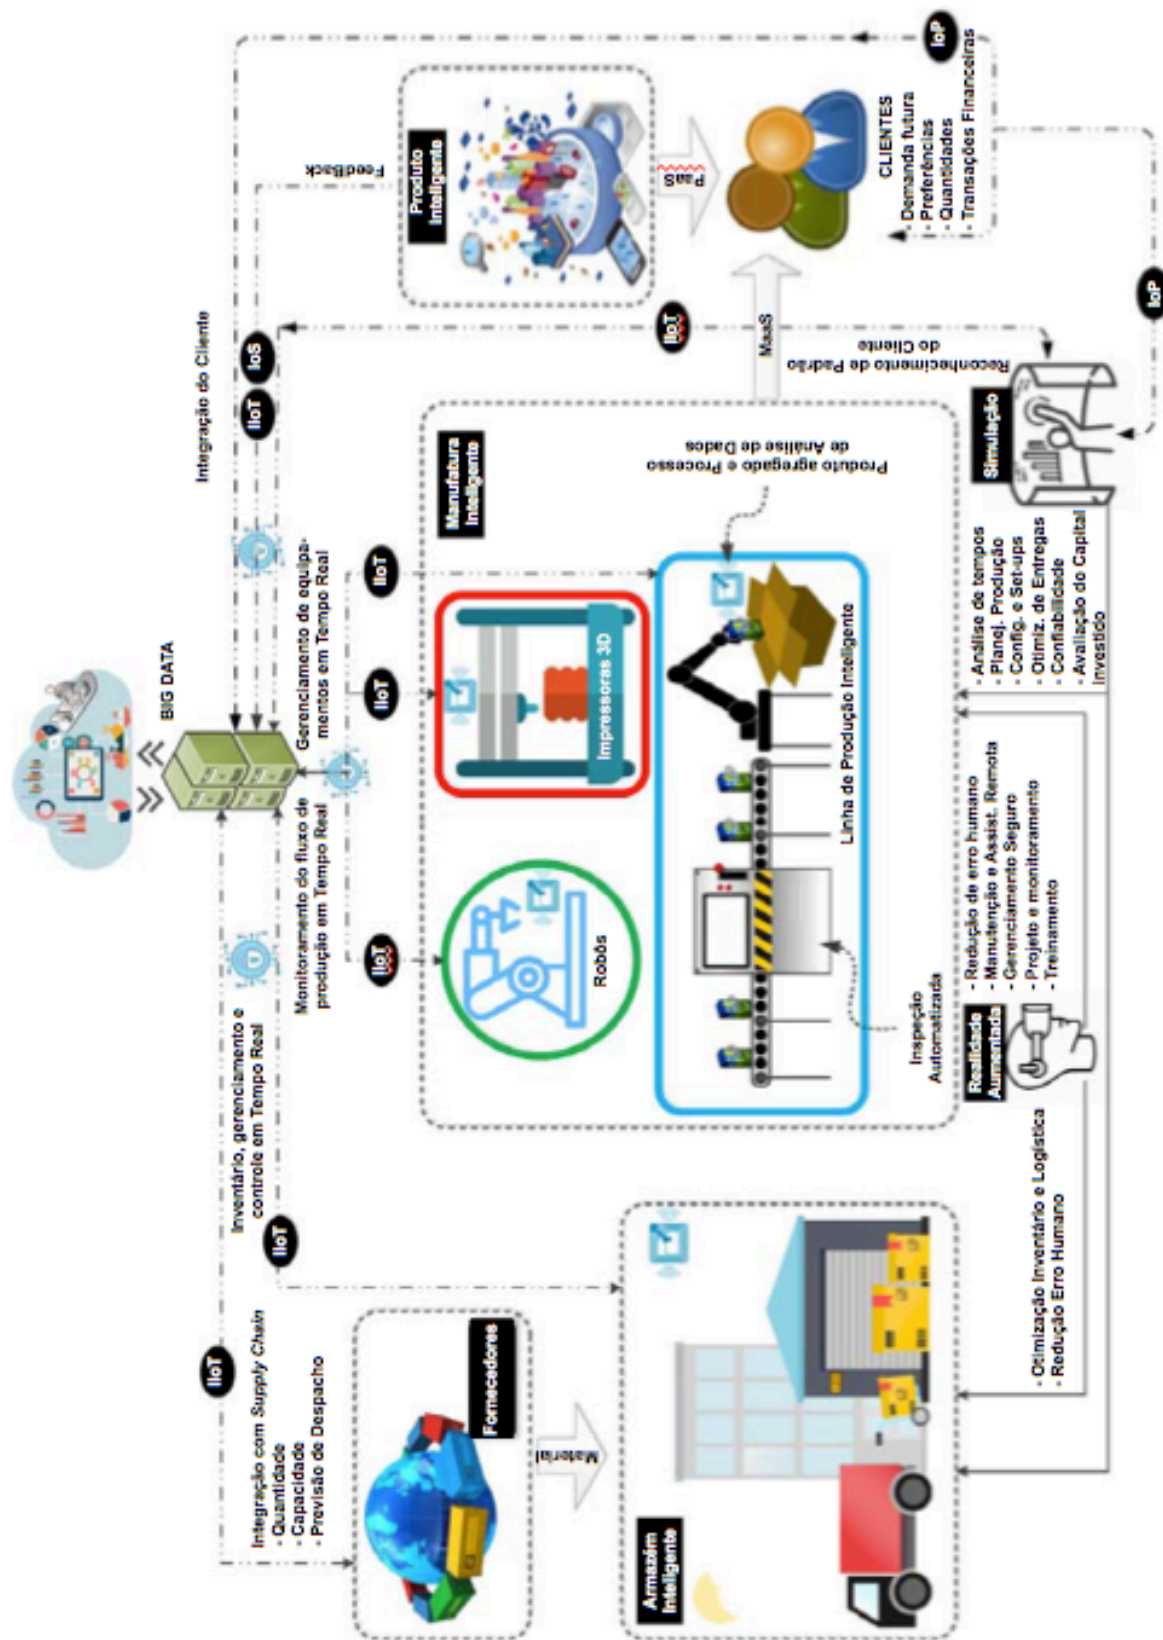 BIG DATA
IIoT
Integração com Supply Chain
- Quantidade
- Capacidade
- Previsão de Despacho
Inventário, gerenciamento e
controle em Tempo Real
IIoT
Monitoramento do fluxo de
produção em Tempo Real
Gerenciamento de equipa-
mentos em Tempo Real
Integração do Cliente
IIoT
IoS
FeedBack
IoP
Fornecedores
Material
Armazém
Inteligente
IIoT
IIoT
IIoT
Manufatura
Inteligente
Robôs
Impressoras 3D
Linha de Produção Inteligente
Inspeção
Automatizada
Produto agregado e Processo
de Análise de Dados
MaaS
IIoT
Reconhecimento de Padrão
do Cliente
Produto
Inteligente
PaaS
CLIENTES
- Demanda futura
- Preferências
- Quantidades
- Transações Financeiras
IoP
- Otimização Inventário e Logística
- Redução Erro Humano
Realidade
Aumentada
- Redução de erro humano
- Manutenção e Assist. Remota
- Gerenciamento Seguro
- Projeto e monitoramento
- Treinamento
Simulação
- Análise de tempos
- Planej. Produção
- Config. e Set-ups
- Otimiz. de Entregas
- Confiabilidade
- Avaliação do Capital
Investido